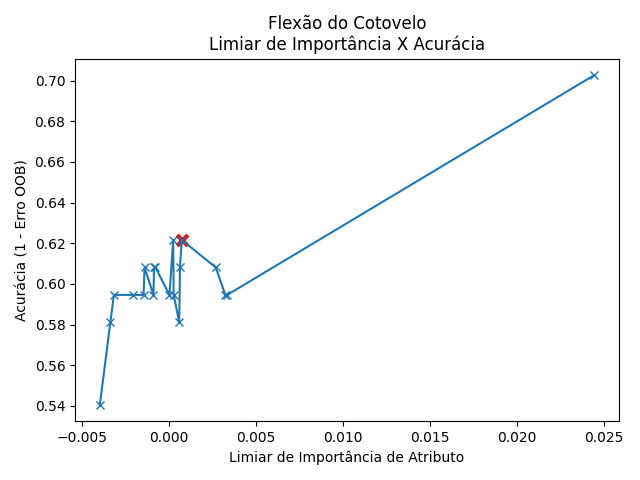 Flexão do Cotovelo
Limiar de Importância X Acurácia
Acurácia (1 - Erro OOB)
0.70
0.68
0.66
0.64
0.62
0.60
0.58
0.56
0.54
−0.005 0.000 0.005 0.010 0.015 0.020 0.025
Limiar de Importância de Atributo